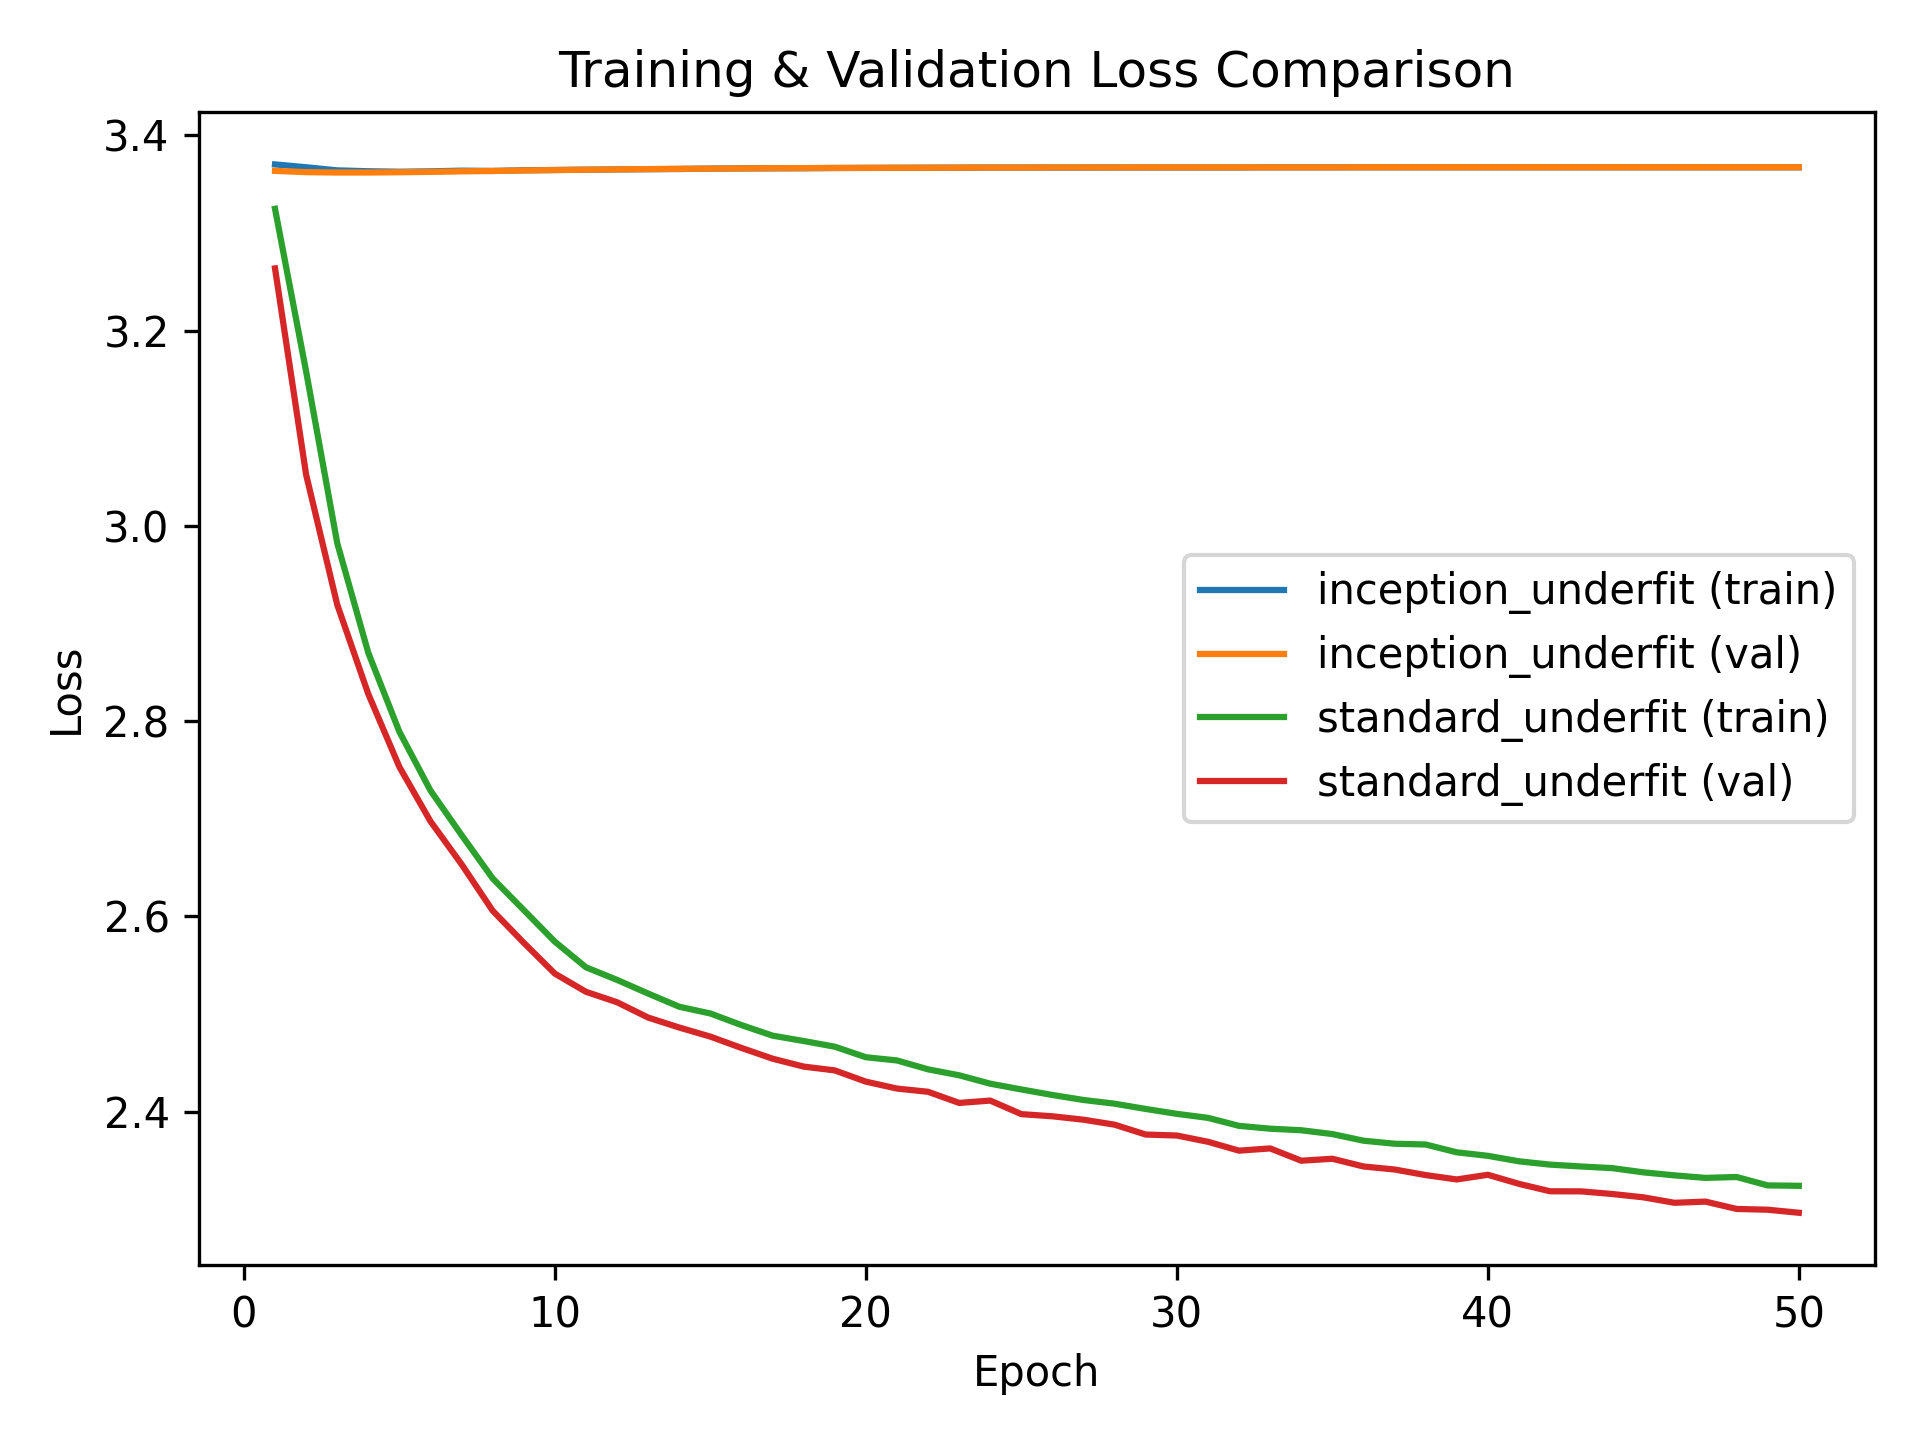 Training & Validation Loss Comparison
3.4
3.2
3.0
2.8
2.6
2.4
Loss
inception_underfit (train)
inception_underfit (val)
standard_underfit (train)
standard_underfit (val)
0 10 20 30 40 50
Epoch